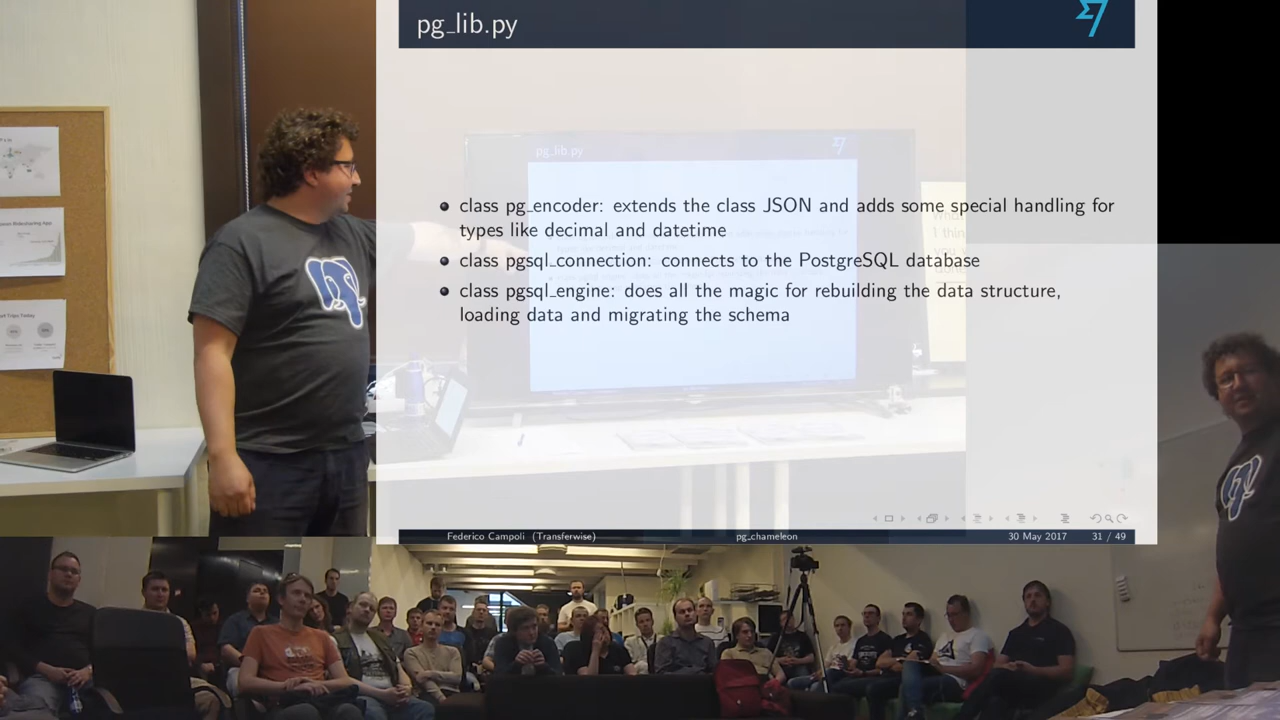 pg_lib.py
pg_lib.py
class pg_encoder: extends the class JSON and adds some special handling for
types like decimal and datetime
class pgsql_connection: connects to the PostgreSQL database
class pgsql_engine: does all the magic for rebuilding the data structure,
loading data and migrating the schema
Federico Campoli (Transferwise) pg_chameleon 30 May 2017 31 / 49